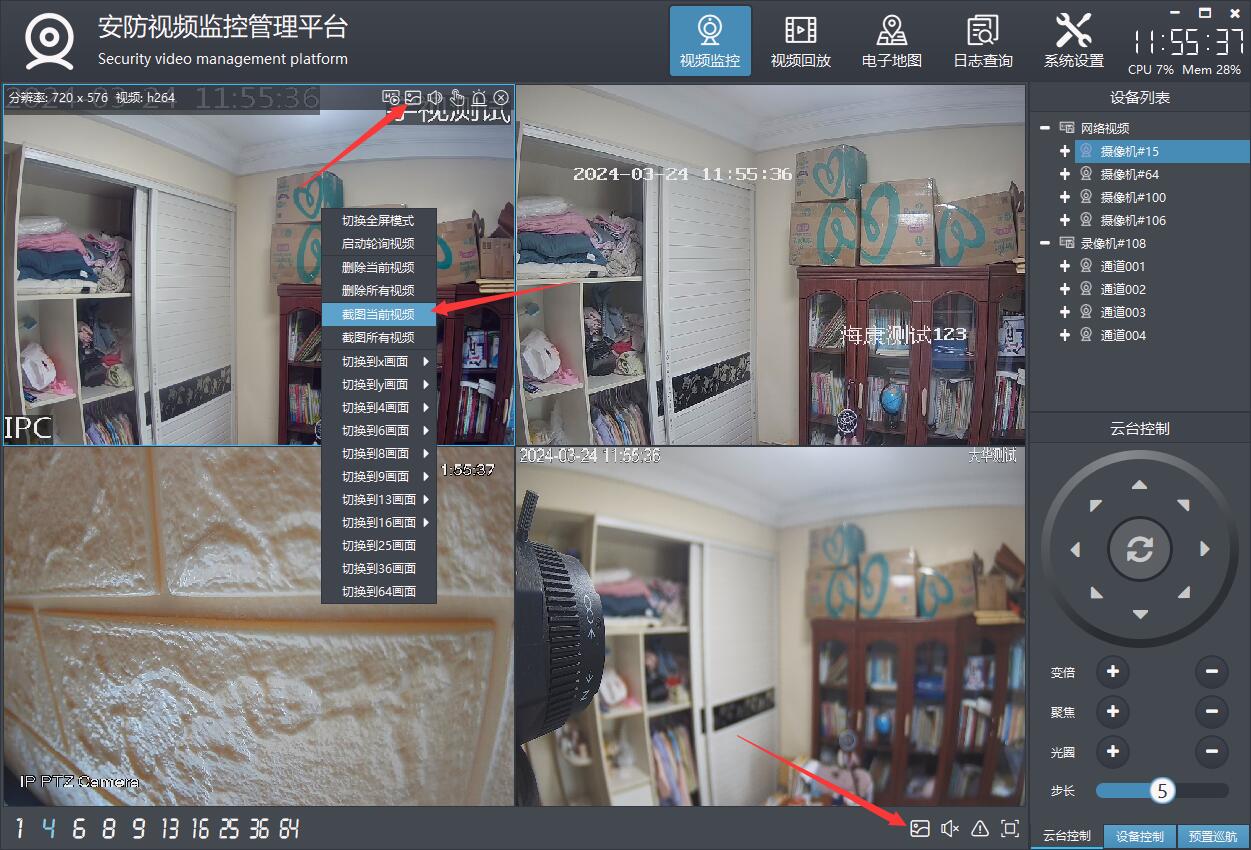 安防视频监控管理平台
Security video management platform
视频监控
视频回放
电子地图
日志查询
系统设置
11:55:37
CPU 7% Mem 28%
2024-03-24 11:55:36
分辨率: 720 x 576 视频: h264
视测试
IPC
2024-03-24 11:55:36
海康测试123
1:55:37
IP PTZ Camera
2024-03-24 11:55:36
大华测试
切换全屏模式
启动轮询视频
删除当前视频
删除所有视频
截图当前视频
截图所有视频
切换到x画面
切换到y画面
切换到4画面
切换到6画面
切换到8画面
切换到9画面
切换到13画面
切换到16画面
切换到25画面
切换到36画面
切换到64画面
设备列表
网络视频
摄像机#15
摄像机#64
摄像机#100
摄像机#106
录像机#108
通道001
通道002
通道003
通道004
云台控制
变倍
聚焦
光圈
步长
5
1 4 6 8 9 13 16 25 36 64
云台控制
设备控制
预置巡航